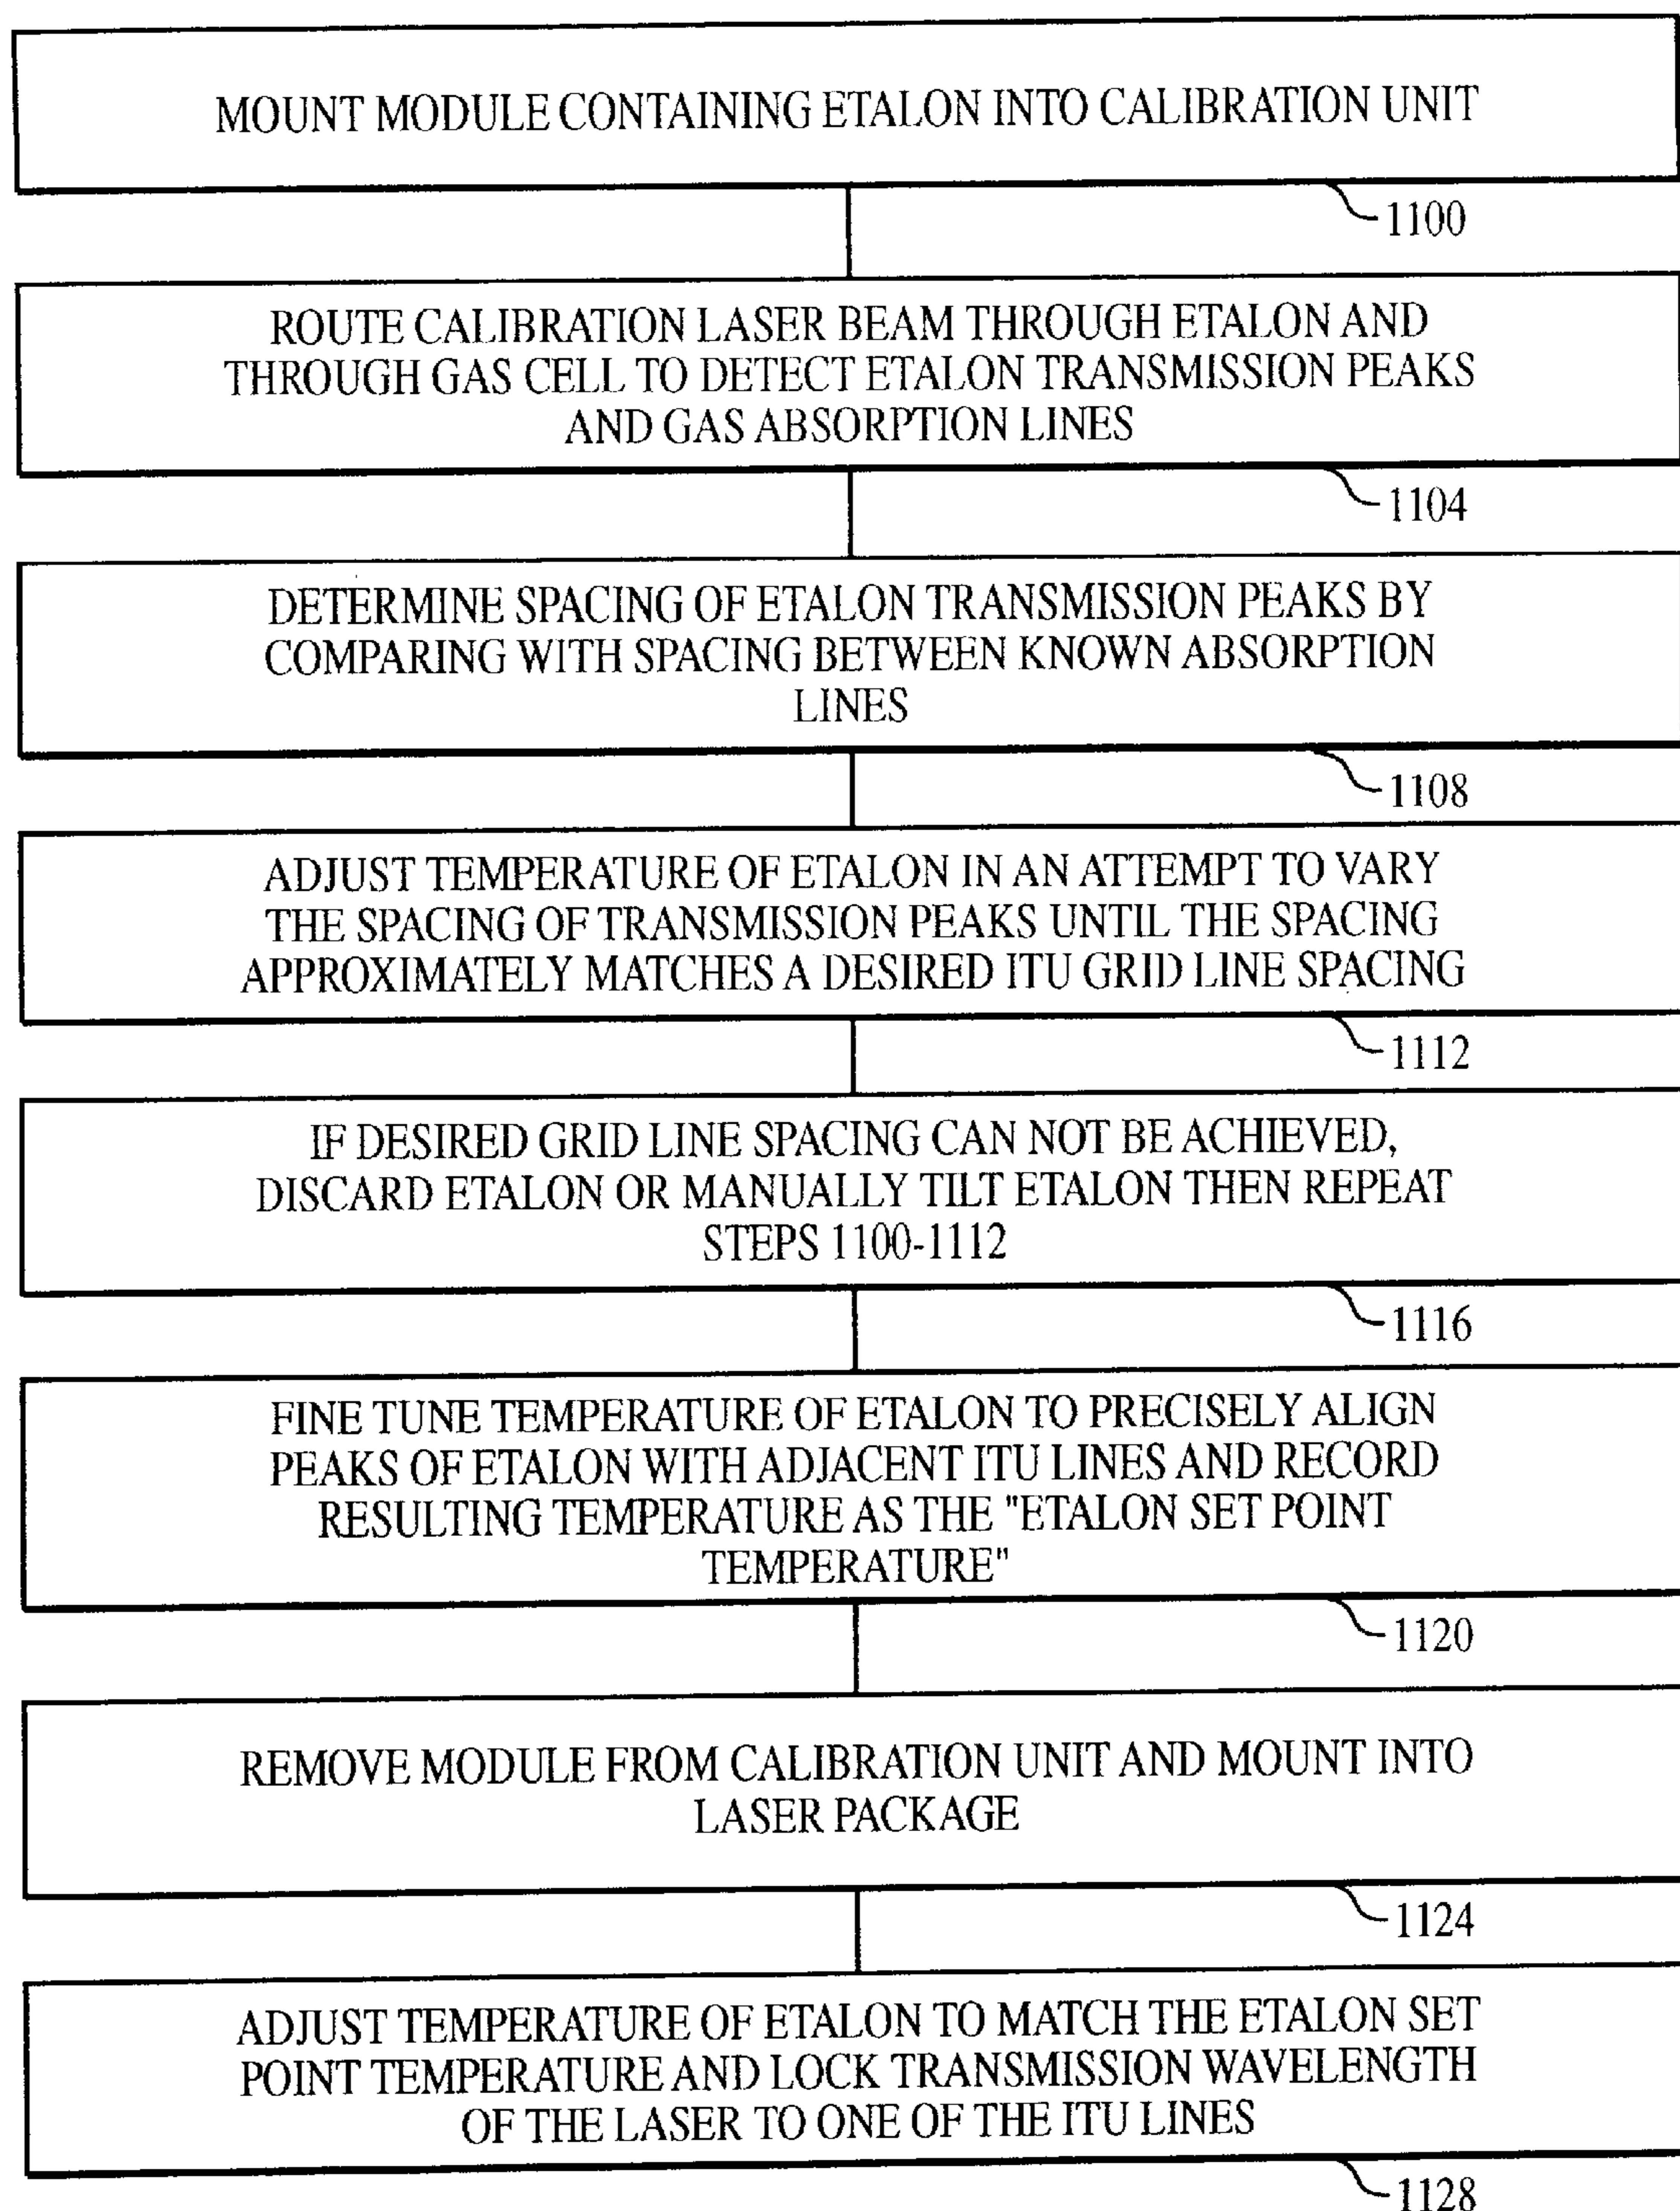 MOUNT MODULE CONTAINING ETALON INTO CALIBRATION UNIT
1100
ROUTE CALIBRATION LASER BEAM THROUGH ETALON AND
THROUGH GAS CELL TO DETECT ETALON TRANSMISSION PEAKS
AND GAS ABSORPTION LINES
1104
DETERMINE SPACING OF ETALON TRANSMISSION PEAKS BY
COMPARING WITH SPACING BETWEEN KNOWN ABSORPTION
LINES
1108
ADJUST TEMPERATURE OF ETALON IN AN ATTEMPT TO VARY
THE SPACING OF TRANSMISSION PEAKS UNTIL THE SPACING
APPROXIMATELY MATCHES A DESIRED ITU GRID LINE SPACING
1112
IF DESIRED GRID LINE SPACING CAN NOT BE ACHIEVED,
DISCARD ETALON OR MANUALLY TILT ETALON THEN REPEAT
STEPS 1100-1112
1116
FINE TUNE TEMPERATURE OF ETALON TO PRECISELY ALIGN
PEAKS OF ETALON WITH ADJACENT ITU LINES AND RECORD
RESULTING TEMPERATURE AS THE "ETALON SET POINT
TEMPERATURE"
1120
REMOVE MODULE FROM CALIBRATION UNIT AND MOUNT INTO
LASER PACKAGE
1124
ADJUST TEMPERATURE OF ETALON TO MATCH THE ETALON SET
POINT TEMPERATURE AND LOCK TRANSMISSION WAVELENGTH
OF THE LASER TO ONE OF THE ITU LINES
1128